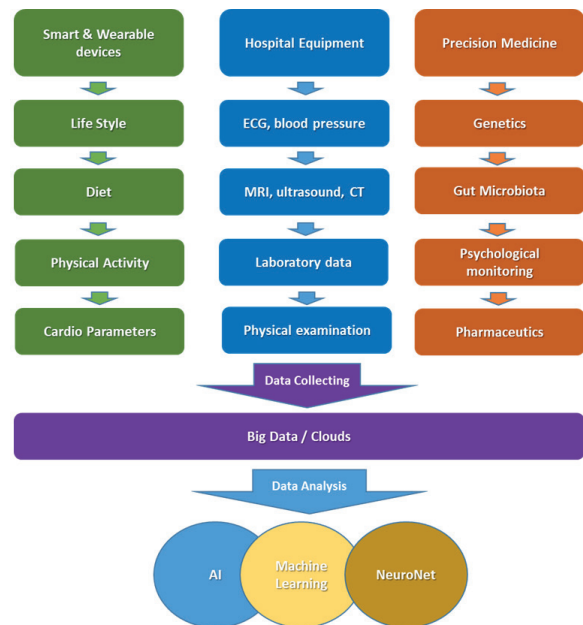 Smart & Wearable
devices
Hospital Equipment
Precision Medicine
Life Style
ECG, blood pressure
Genetics
Diet
MRI, ultrasound, CT
Gut Microbiota
Physical Activity
Laboratory data
Psychological
monitoring
Cardio Parameters
Physical examination
Pharmaceutics
Data Collecting
Big Data / Clouds
Data Analysis
AI
Machine
Learning
NeuroNet